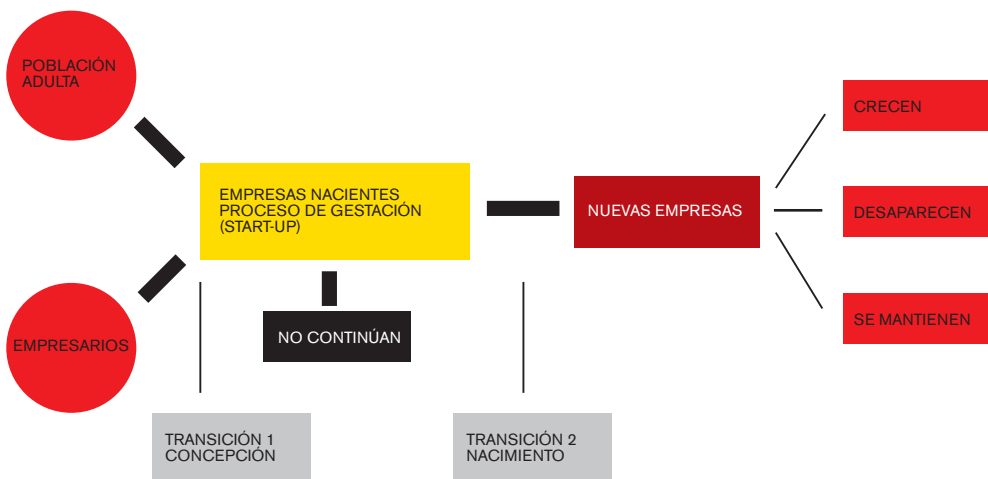 POBLACIÓN
ADULTA
EMPRESARIOS
EMPRESAS NACIENTES
PROCESO DE GESTACIÓN
(START-UP)
NO CONTINÚAN
NUEVAS EMPRESAS
CRECEN
DESAPARECEN
SE MANTIENEN
TRANSICIÓN 1
CONCEPCIÓN
TRANSICIÓN 2
NACIMIENTO